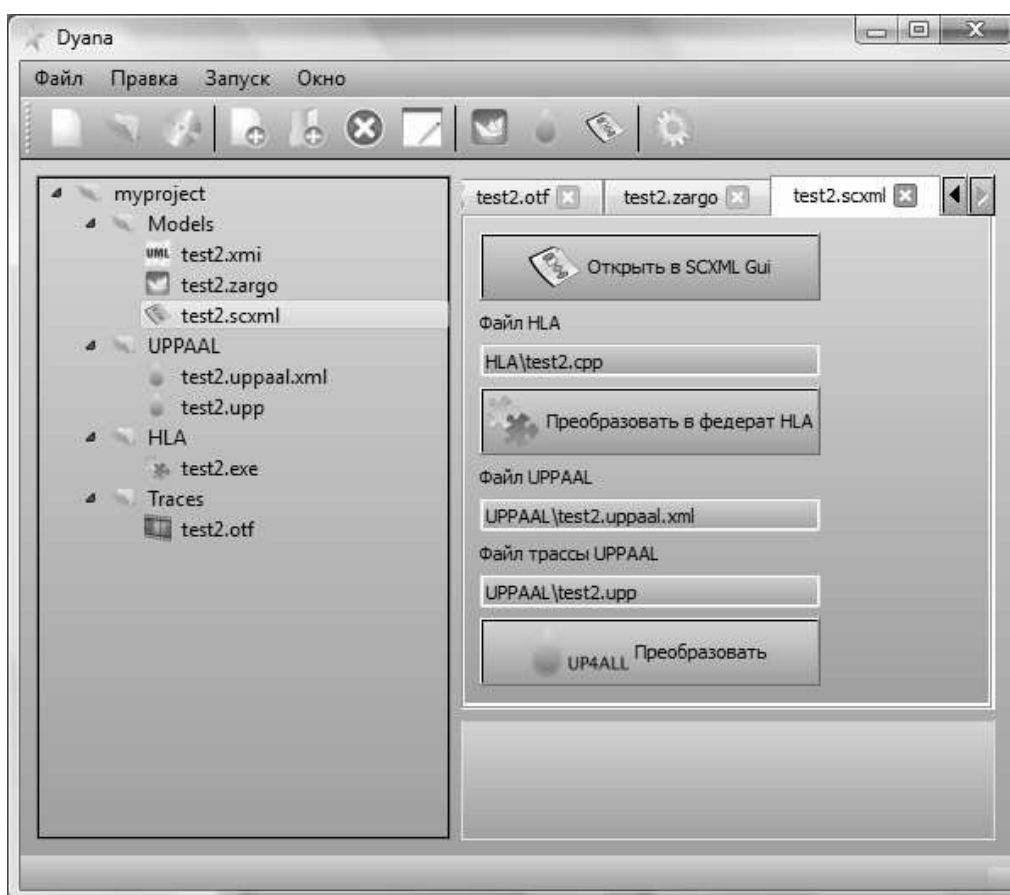 Dyana
Файл Правка Запуск Окно
myproject
Models
UML test2.xmi
test2.zargo
test2.scxml
UPPAAL
test2.uppaal.xml
test2.upp
HLA
test2.exe
Traces
test2.otf
test2.otf test2.zargo test2.scxml
Открыть в SCXML Gui
Файл HLA
HLA\test2.cpp
Преобразовать в федерат HLA
Файл UPPAAL
UPPAAL\test2.uppaal.xml
Файл трассы UPPAAL
UPPAAL\test2.upp
UP4ALL Преобразовать